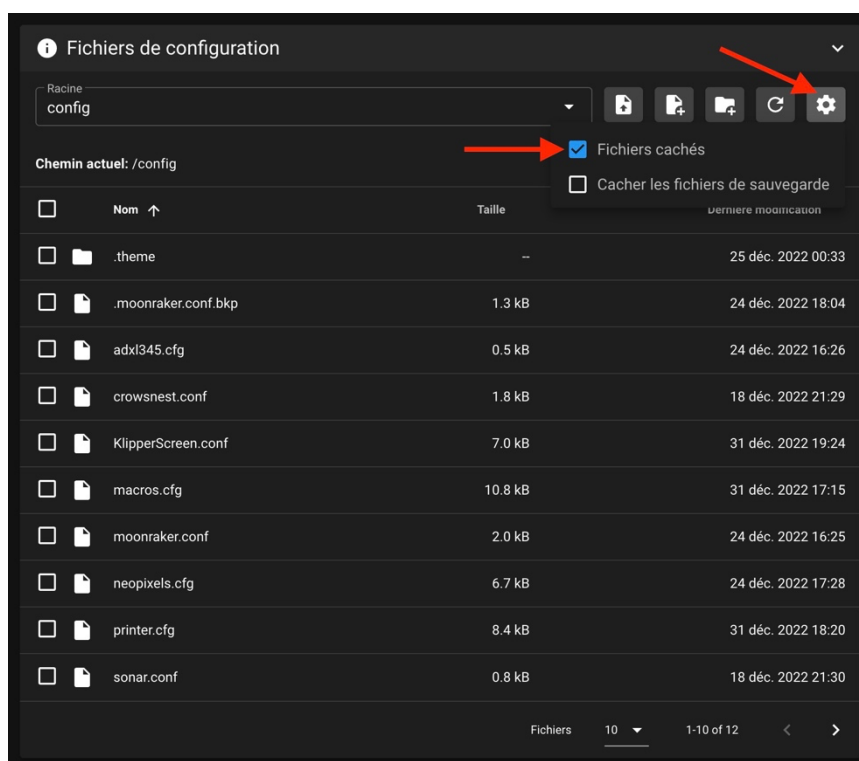 Fichiers de configuration
Racine
config
Fichiers cachés
Chemin actuel: /config
Cacher les fichiers de sauvegarde
Nom Taille Dernière modification
.theme -- 25 déc. 2022 00:33
.moonraker.conf.bkp 1.3 kB 24 déc. 2022 18:04
adxl345.cfg 0.5 kB 24 déc. 2022 16:26
crowsnest.conf 1.8 kB 18 déc. 2022 21:29
KlipperScreen.conf 7.0 kB 31 déc. 2022 19:24
macros.cfg 10.8 kB 31 déc. 2022 17:15
moonraker.conf 2.0 kB 24 déc. 2022 16:25
neopixels.cfg 6.7 kB 24 déc. 2022 17:28
printer.cfg 8.4 kB 31 déc. 2022 18:20
sonar.conf 0.8 kB 18 déc. 2022 21:30
Fichiers 10 1-10 of 12